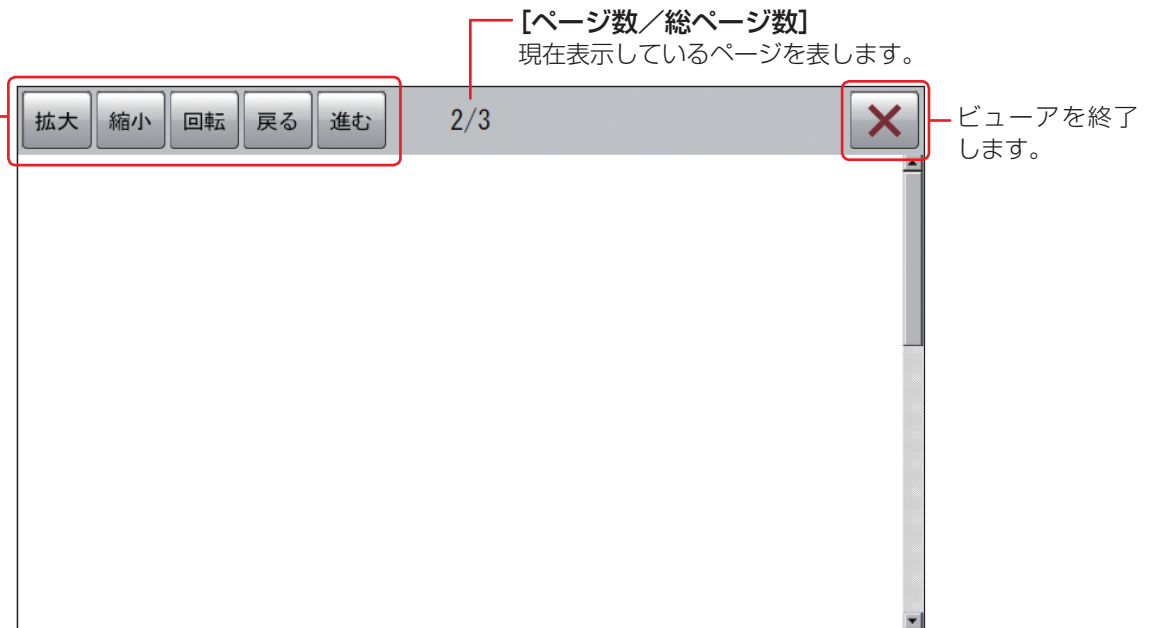 [ページ数／総ページ数]
現在表示しているページを表します。
拡大 縮小 回転 戻る 進む 2/3
ビューアを終了
します。